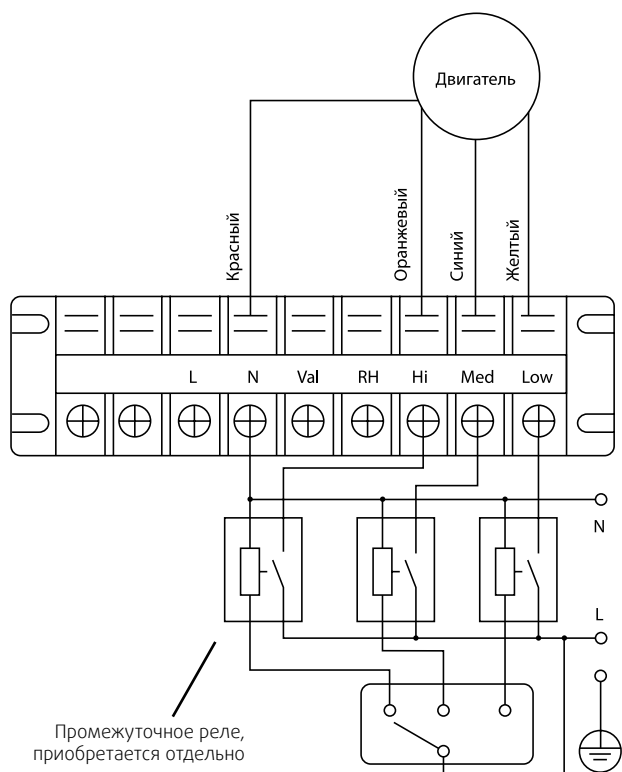 Двигатель
Красный
Оранжевый
Синий
Желтый
L N Val RH Hi Med Low
N
L
Промежуточное реле,
приобретается отдельно